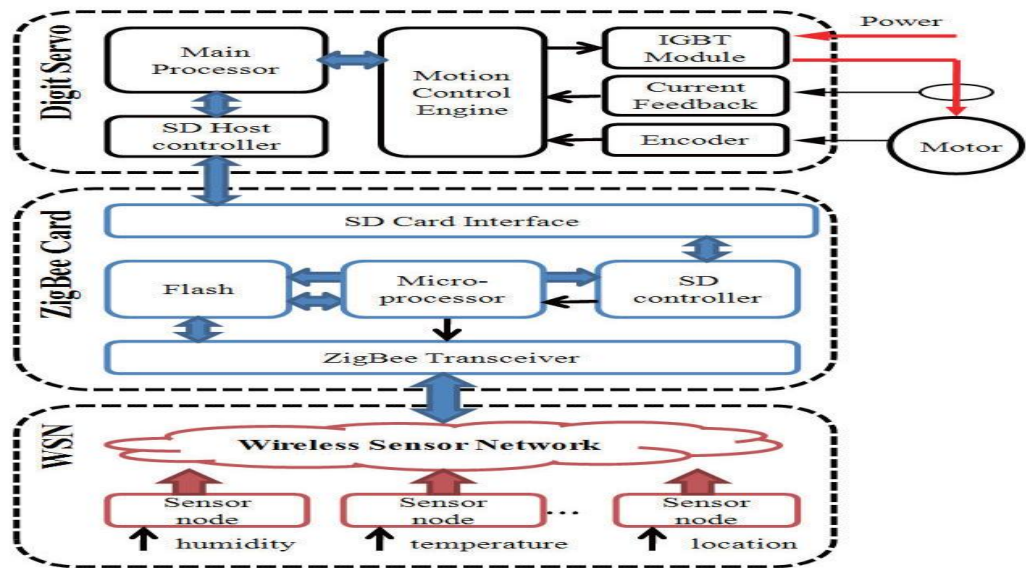 Digit Servo
Main
Processor
SD Host
controller
Motion
Control
Engine
IGBT
Module
Current
Feedback
Encoder
Power
Motor
ZigBee Card
SD Card Interface
Flash
Micro-
processor
SD
controller
ZigBee Transceiver
WSN
Wireless Sensor Network
Sensor
node
Sensor
node
...
Sensor
node
humidity
temperature
location